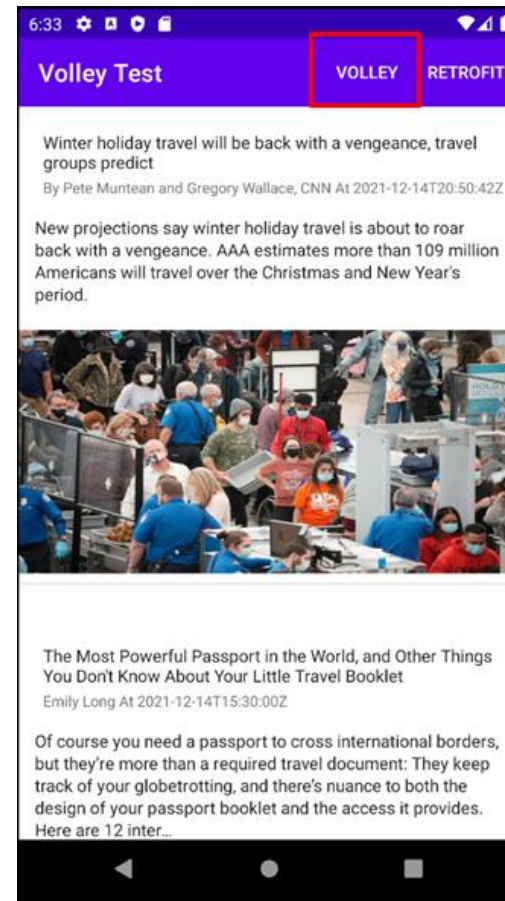 6:33
Volley Test
VOLLEY
RETROFIT
Winter holiday travel will be back with a vengeance, travel
groups predict
By Pete Muntean and Gregory Wallace, CNN At 2021-12-14T20:50:42Z
New projections say winter holiday travel is about to roar
back with a vengeance. AAA estimates more than 109 million
Americans will travel over the Christmas and New Year's
period.
The Most Powerful Passport in the World, and Other Things
You Don't Know About Your Little Travel Booklet
Emily Long At 2021-12-14T15:30:00Z
Of course you need a passport to cross international borders,
but they're more than a required travel document: They keep
track of your globetrotting, and there's nuance to both the
design of your passport booklet and the access it provides.
Here are 12 inter…